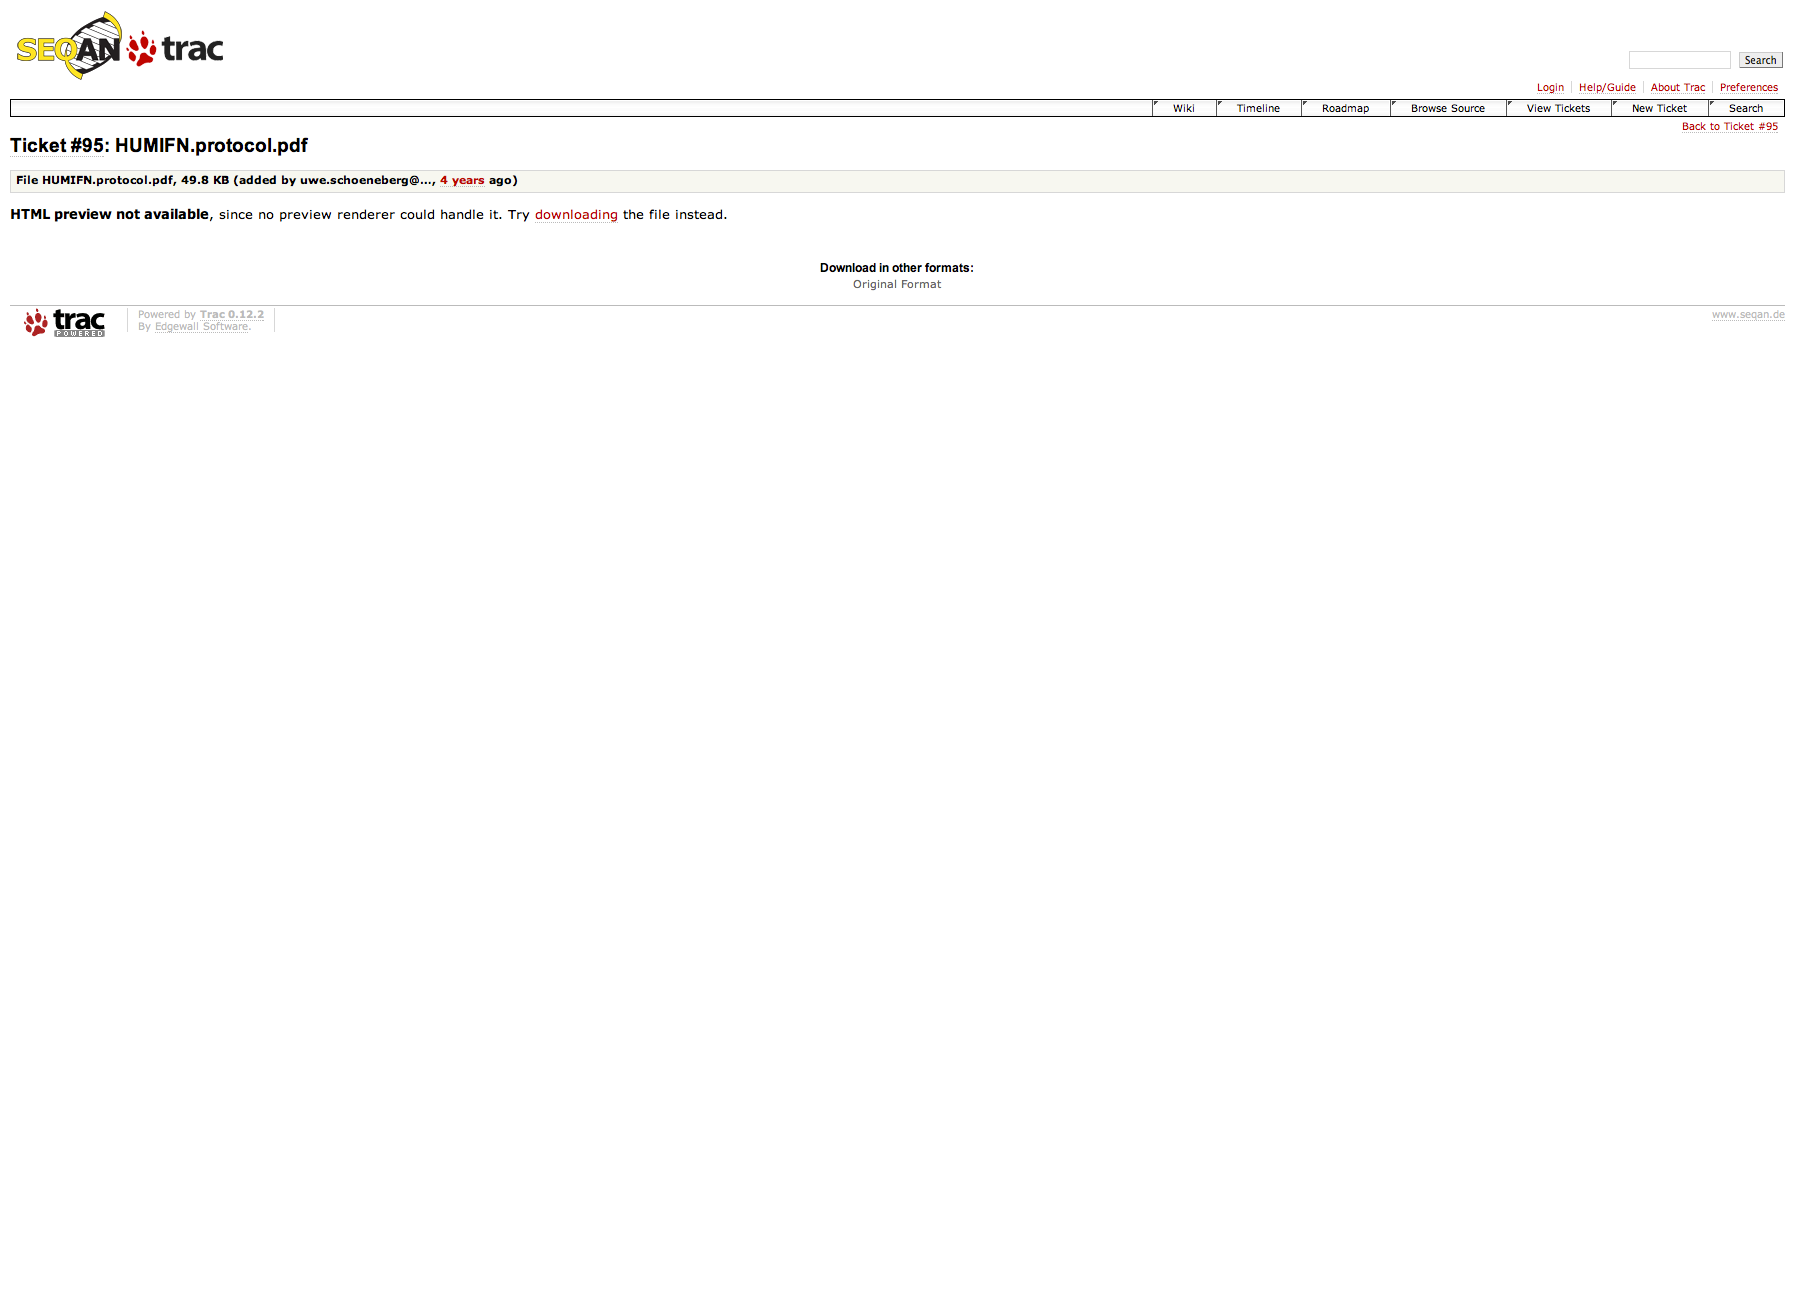 SEQAN trac
Search
Login Help/Guide About Trac Preferences
Wiki Timeline Roadmap Browse Source View Tickets New Ticket Search
Back to Ticket #95
Ticket #95: HUMIFN.protocol.pdf
File HUMIFN.protocol.pdf, 49.8 KB (added by uwe.schoeneberg@…, 4 years ago)
HTML preview not available, since no preview renderer could handle it. Try downloading the file instead.
Download in other formats:
Original Format
trac POWERED
Powered by Trac 0.12.2
By Edgewall Software.
www.seqan.de